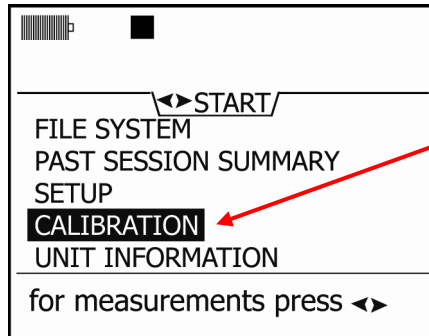 START
FILE SYSTEM
PAST SESSION SUMMARY
SETUP
CALIBRATION
UNIT INFORMATION
for measurements press